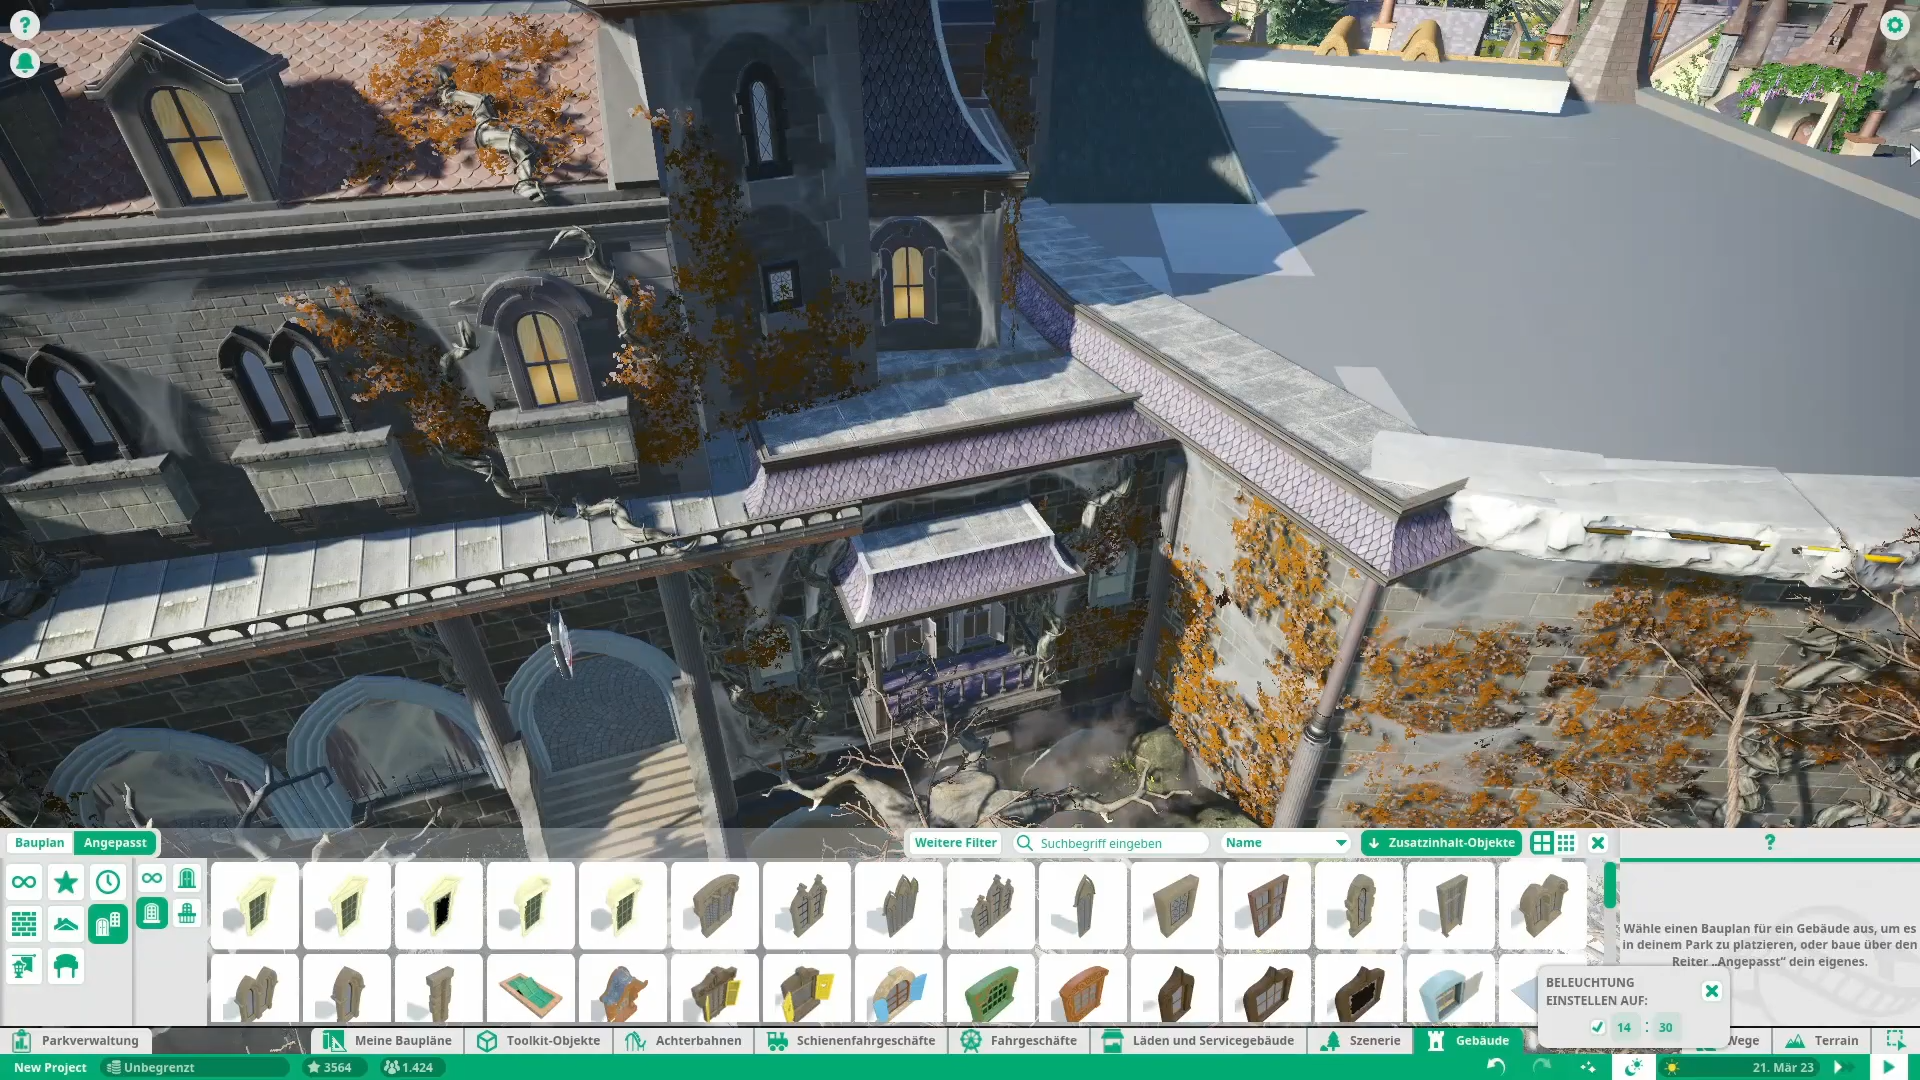 ?
Bauplan
Angepasst
Weitere Filter
Suchbegriff eingeben
Name
Zusatzinhalt-Objekte
?
Wähle einen Bauplan für ein Gebäude aus, um es
in deinem Park zu platzieren, oder baue über den
Reiter „Angepasst" dein eigenes.
BELEUCHTUNG
EINSTELLEN AUF:
14 : 30
Parkverwaltung
Meine Baupläne
Toolkit-Objekte
Achterbahnen
Schienenfahrgeschäfte
Fahrgeschäfte
Läden und Servicegebäude
Szenerie
Gebäude
Wege
Terrain
New Project
Unbegrenzt
3564
1.424
21. Mär 23